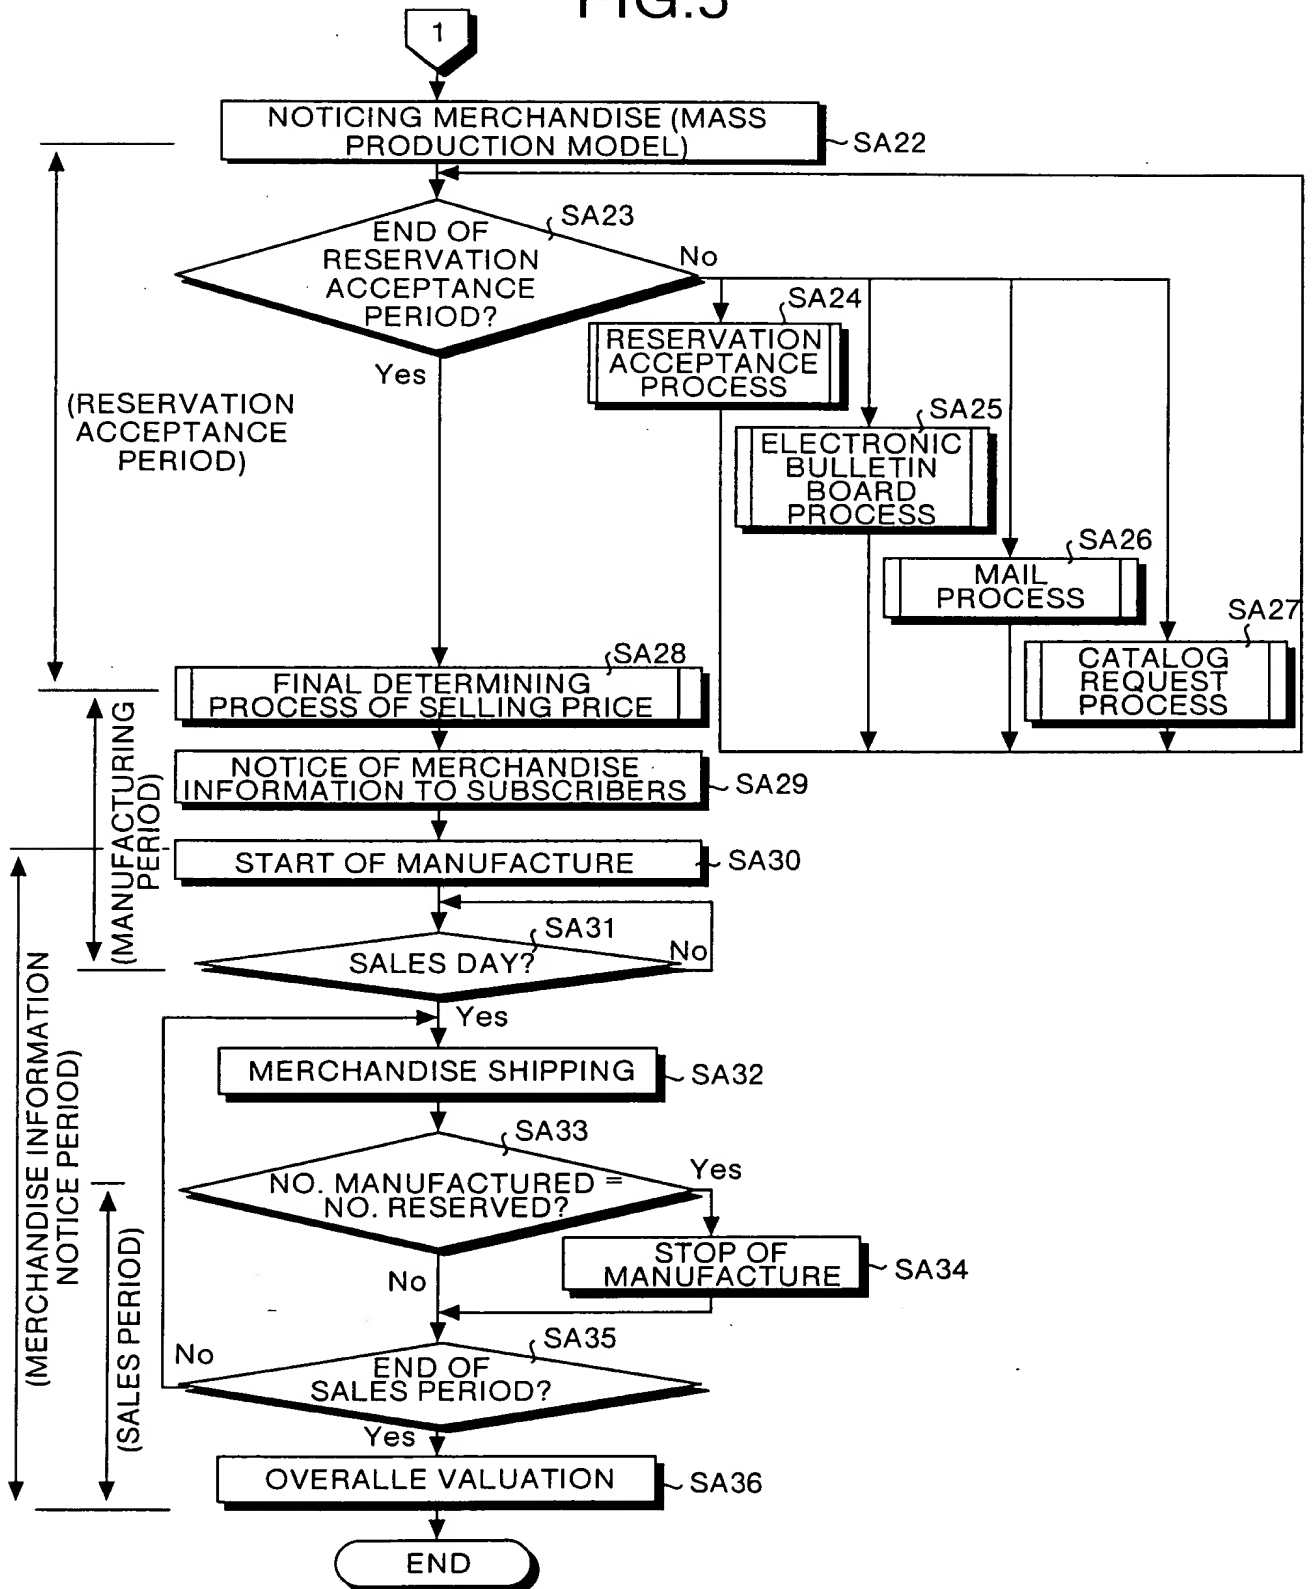 FIG.3
1
NOTICING MERCHANDISE (MASS
PRODUCTION MODEL)
SA22
SA23
END OF
RESERVATION
ACCEPTANCE
PERIOD?
No
Yes
SA24
RESERVATION
ACCEPTANCE
PROCESS
SA25
ELECTRONIC
BULLETIN
BOARD
PROCESS
SA26
MAIL
PROCESS
SA27
CATALOG
REQUEST
PROCESS
(RESERVATION
ACCEPTANCE
PERIOD)
SA28
FINAL DETERMINING
PROCESS OF SELLING PRICE
NOTICE OF MERCHANDISE
INFORMATION TO SUBSCRIBERS
SA29
(MANUFACTURING
PERIOD)
START OF MANUFACTURE
SA30
SA31
SALES DAY?
No
Yes
(MERCHANDISE INFORMATION
NOTICE PERIOD)
MERCHANDISE SHIPPING
SA32
SA33
NO. MANUFACTURED =
NO. RESERVED?
Yes
STOP OF
MANUFACTURE
SA34
No
(SALES PERIOD)
SA35
END OF
SALES PERIOD?
No
Yes
OVERALLE VALUATION
SA36
END